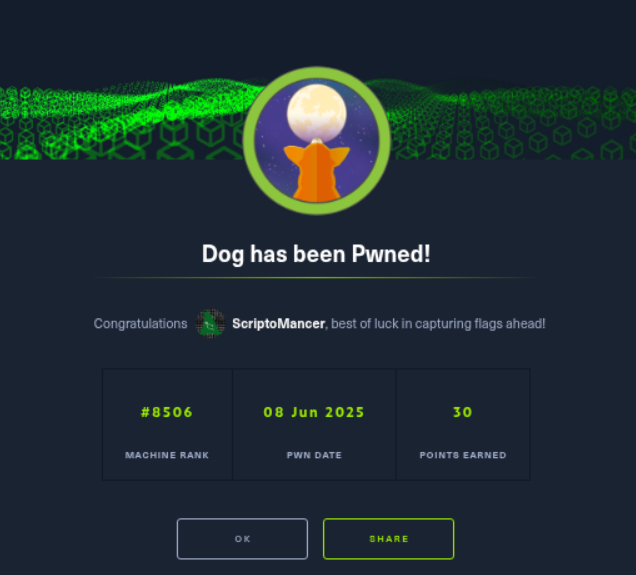 Dog has been Pwned!
Congratulations ScriptoMancer, best of luck in capturing flags ahead!
#8506 08 Jun 2025 30
MACHINE RANK PWN DATE POINTS EARNED
OK SHARE